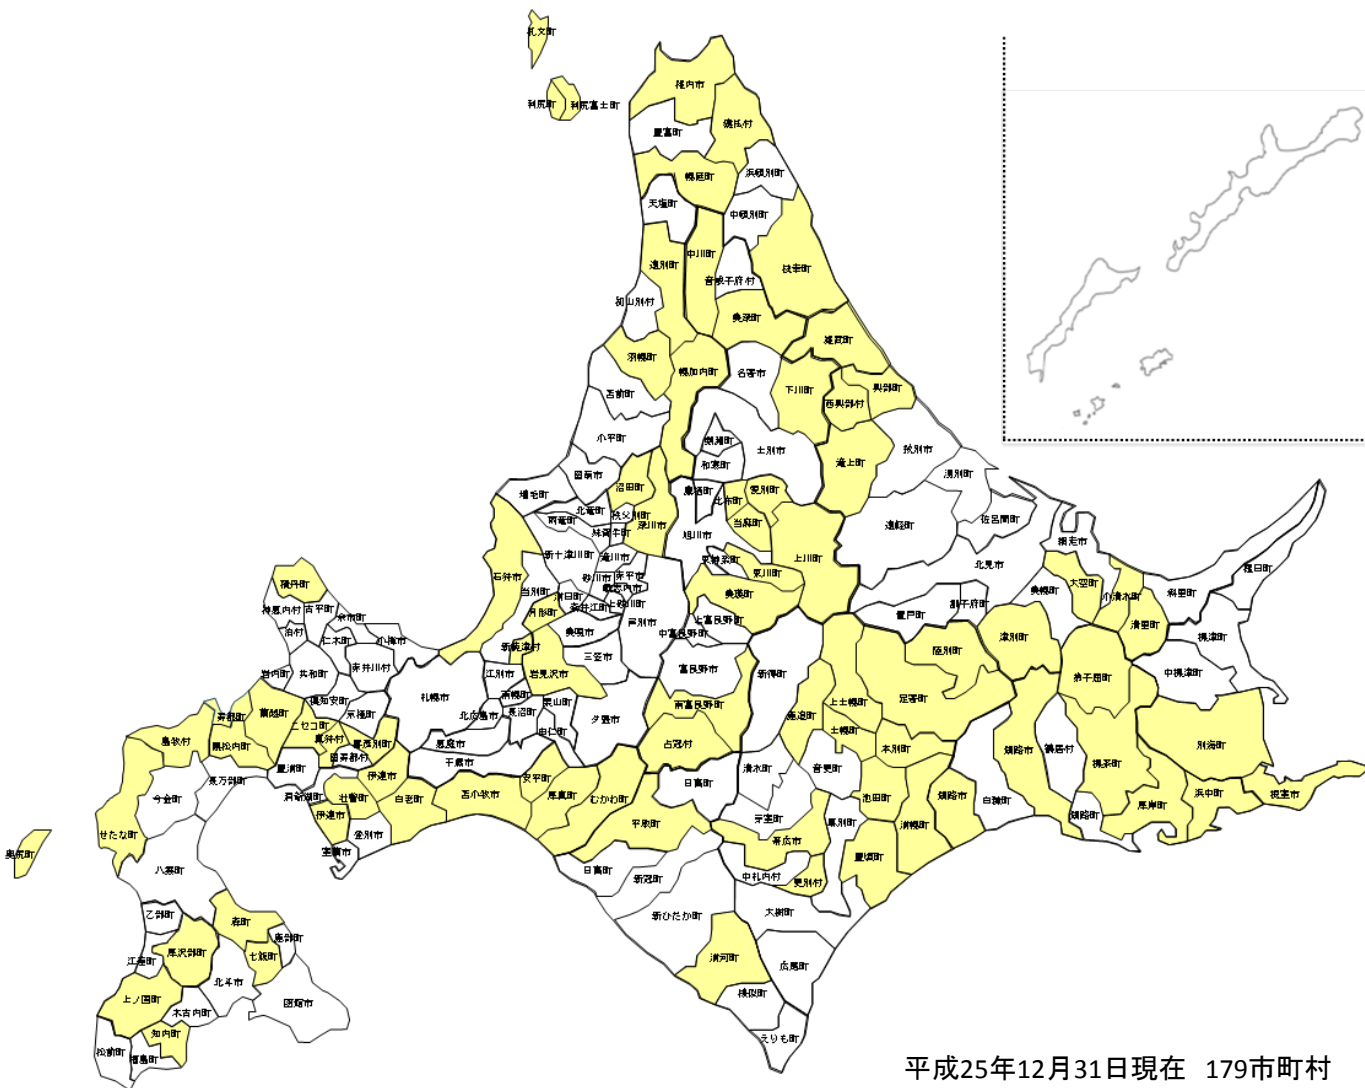 礼文町
稚内市
利尻町
利尻富士町
猿払村
豊富町
浜頓別町
幌延町
天塩町
中頓別町
中川町
遠別町
枝幸町
音威子府村
初山別村
美深町
雄武町
羽幌町
幌加内町
名寄市
下川町
興部町
西興部村
苫前町
小平町
剣淵町
士別市
紋別市
和寒町
滝上町
湧別町
留萌市
沼田町
鷹栖町
比布町
愛別町
増毛町
北竜町
秩父別町
雨竜町
深川市
当麻町
遠軽町
佐呂間町
妹背牛町
旭川市
網走市
新十津川町
滝川市
東神楽町
上川町
北見市
石狩市
赤平市
東川町
大空町
羅臼町
積丹町
当別町
砂川市
歌志内市
美瑛町
美幌町
小清水町
斜里町
浦臼町
上砂川町
訓子府町
神恵内村
古平町
余市町
月形町
奈井江町
芦別市
上富良野町
置戸町
清里町
泊村
仁木町
小樽市
美唄市
中富良野町
津別町
標津町
新篠津村
三笠市
陸別町
岩内町
共和町
赤井川村
江別市
岩見沢市
富良野市
新得町
弟子屈町
中標津町
札幌市
南幌町
足寄町
倶知安町
栗山町
南富良野町
上士幌町
寿都町
蘭越町
京極町
北広島市
長沼町
夕張市
鹿追町
ニセコ町
由仁町
士幌町
島牧村
黒松内町
真狩村
喜茂別町
恵庭市
占冠村
本別町
釧路市
鶴居村
別海町
留寿都村
千歳市
豊浦町
清水町
音更町
標茶町
長万部町
伊達市
安平町
日高町
今金町
洞爺湖町
壮瞥町
白老町
苫小牧市
厚真町
むかわ町
池田町
釧路市
白糠町
浜中町
根室市
せたな町
伊達市
平取町
芽室町
幕別町
浦幌町
釧路町
厚岸町
登別市
帯広市
奥尻町
室蘭市
豊頃町
八雲町
日高町
新冠町
中札内村
更別村
乙部町
森町
新ひだか町
大樹町
鹿部町
厚沢部町
七飯町
江差町
浦河町
広尾町
北斗市
上ノ国町
函館市
様似町
木古内町
知内町
えりも町
松前町
福島町
平成25年12月31日現在 179市町村